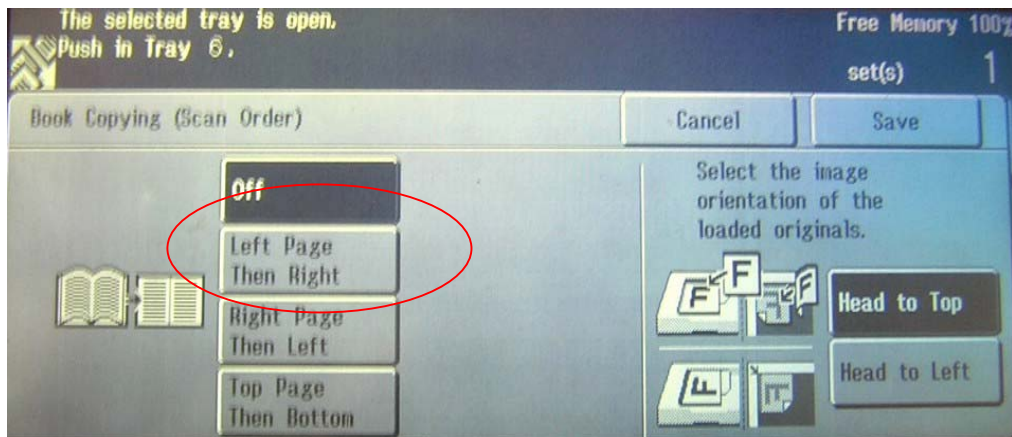 The selected tray is open.
Push in Tray 6.
Free Memory 100%
set(s) 1
Book Copying (Scan Order)
Cancel
Save
Off
Left Page
Then Right
Right Page
Then Left
Top Page
Then Bottom
Select the image
orientation of the
loaded originals.
F
F
F
Head to Top
F
F
Head to Left